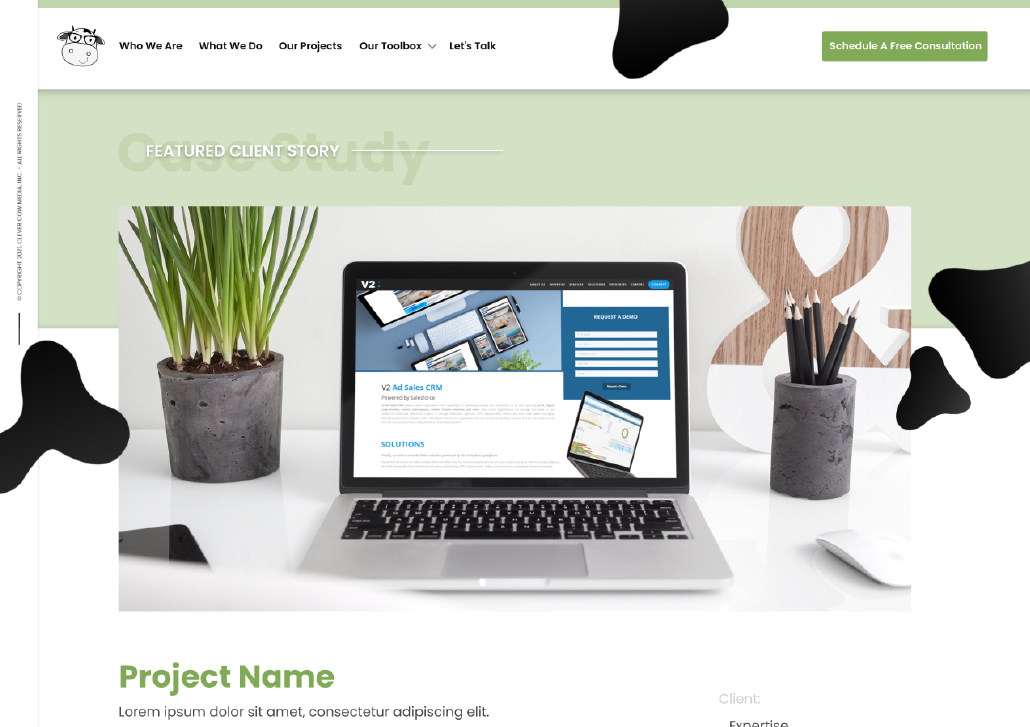 Who We Are
What We Do
Our Projects
Our Toolbox
Let's Talk
Schedule A Free Consultation
© COPYRIGHT 2021, CLEVER COW MEDIA, INC. - ALL RIGHTS RESERVED
Case Study
FEATURED CLIENT STORY
V2
REQUEST A DEMO
V2 Ad Sales CRM
Powered By Salesforce
SOLUTIONS
Project Name
Lorem ipsum dolor sit amet, consectetur adipiscing elit.
Client:
Expertise